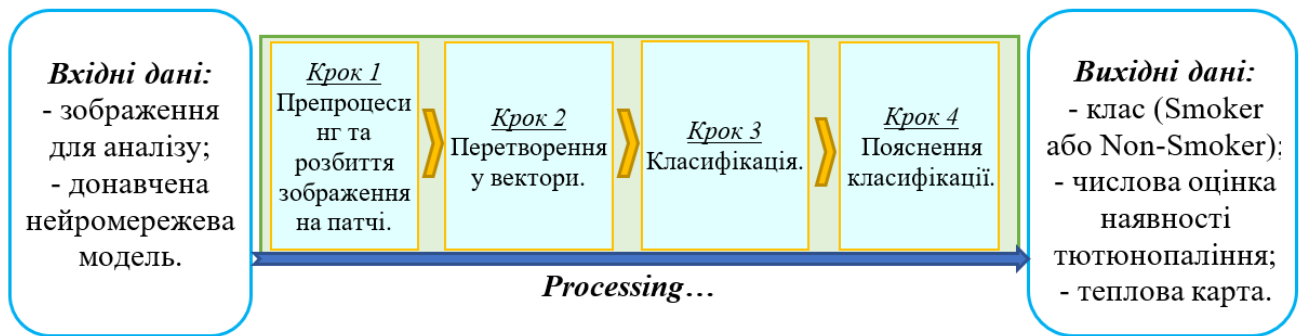 Вхідні дані:
- зображення
для аналізу;
- донавчена
нейромережева
модель.
Крок 1
Препроцеси
нг та
розбиття
зображення
на патчі.
Крок 2
Перетворення
у вектори.
Крок 3
Класифікація.
Крок 4
Пояснення
класифікації.
Processing…
Вихідні дані:
- клас (Smoker
або Non-Smoker);
- числова оцінка
наявності
тютюнопаління;
- теплова карта.